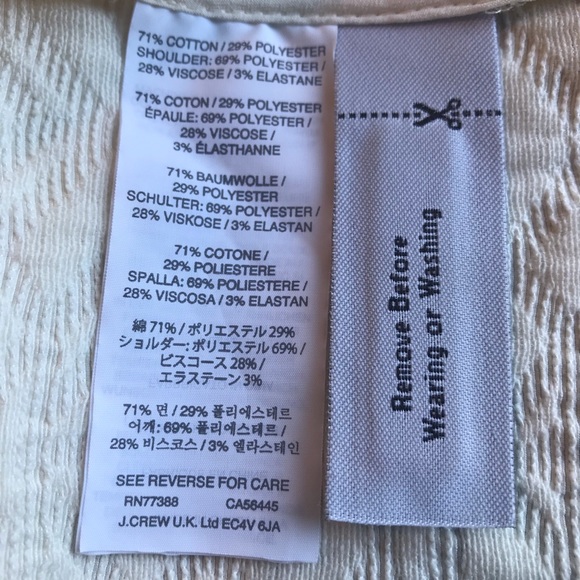 71% COTTON / 29% POLYESTER
SHOULDER: 69% POLYESTER /
28% VISCOSE / 3% ELASTANE
71% COTON / 29% POLYESTER
ÉPAULE: 69% POLYESTER /
28% VISCOSE /
3% ÉLASTHANNE
71% BAUMWOLLE /
29% POLYESTER
SCHULTER: 69% POLYESTER /
28% VISKOSE / 3% ELASTAN
71% COTONE /
29% POLIESTERE
SPALLA: 69% POLIESTERE /
28% VISCOSA / 3% ELASTAN
綿 71% / ポリエステル 29%
ショルダー: ポリエステル 69% /
ビスコース 28% /
エラステーン 3%
71% 면 / 29% 폴리에스테르
어깨: 69% 폴리에스테르 /
28% 비스코스 / 3% 엘라스테인
SEE REVERSE FOR CARE
RN77388 CA56445
J.CREW U.K. Ltd EC4V 6JA
Remove Before
Wearing or Washing